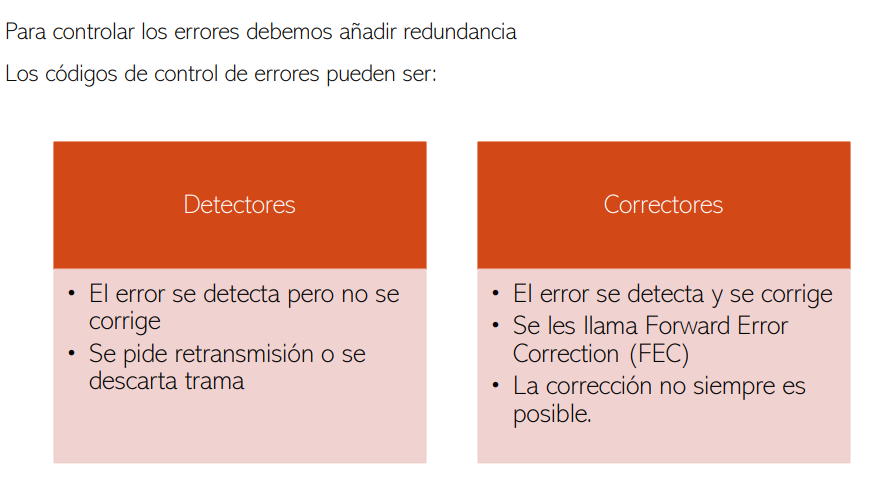 Para controlar los errores debemos añadir redundancia
Los códigos de control de errores pueden ser:
Detectores
• El error se detecta pero no se
corrige
• Se pide retransmisión o se
descarta trama
Correctores
• El error se detecta y se corrige
• Se les llama Forward Error
Correction (FEC)
• La corrección no siempre es
posible.